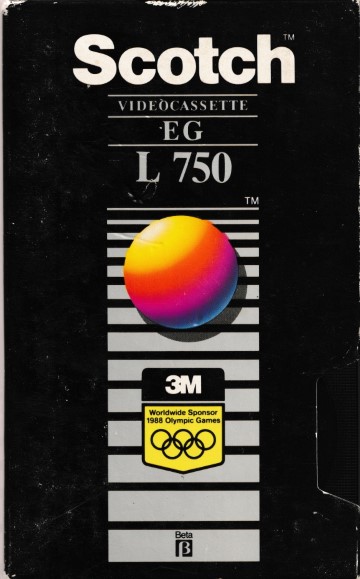 Scotch™
VIDEOCASSETTE
EG
L 750
TM
3M
Worldwide Sponsor
1988 Olympic Games
Beta
β